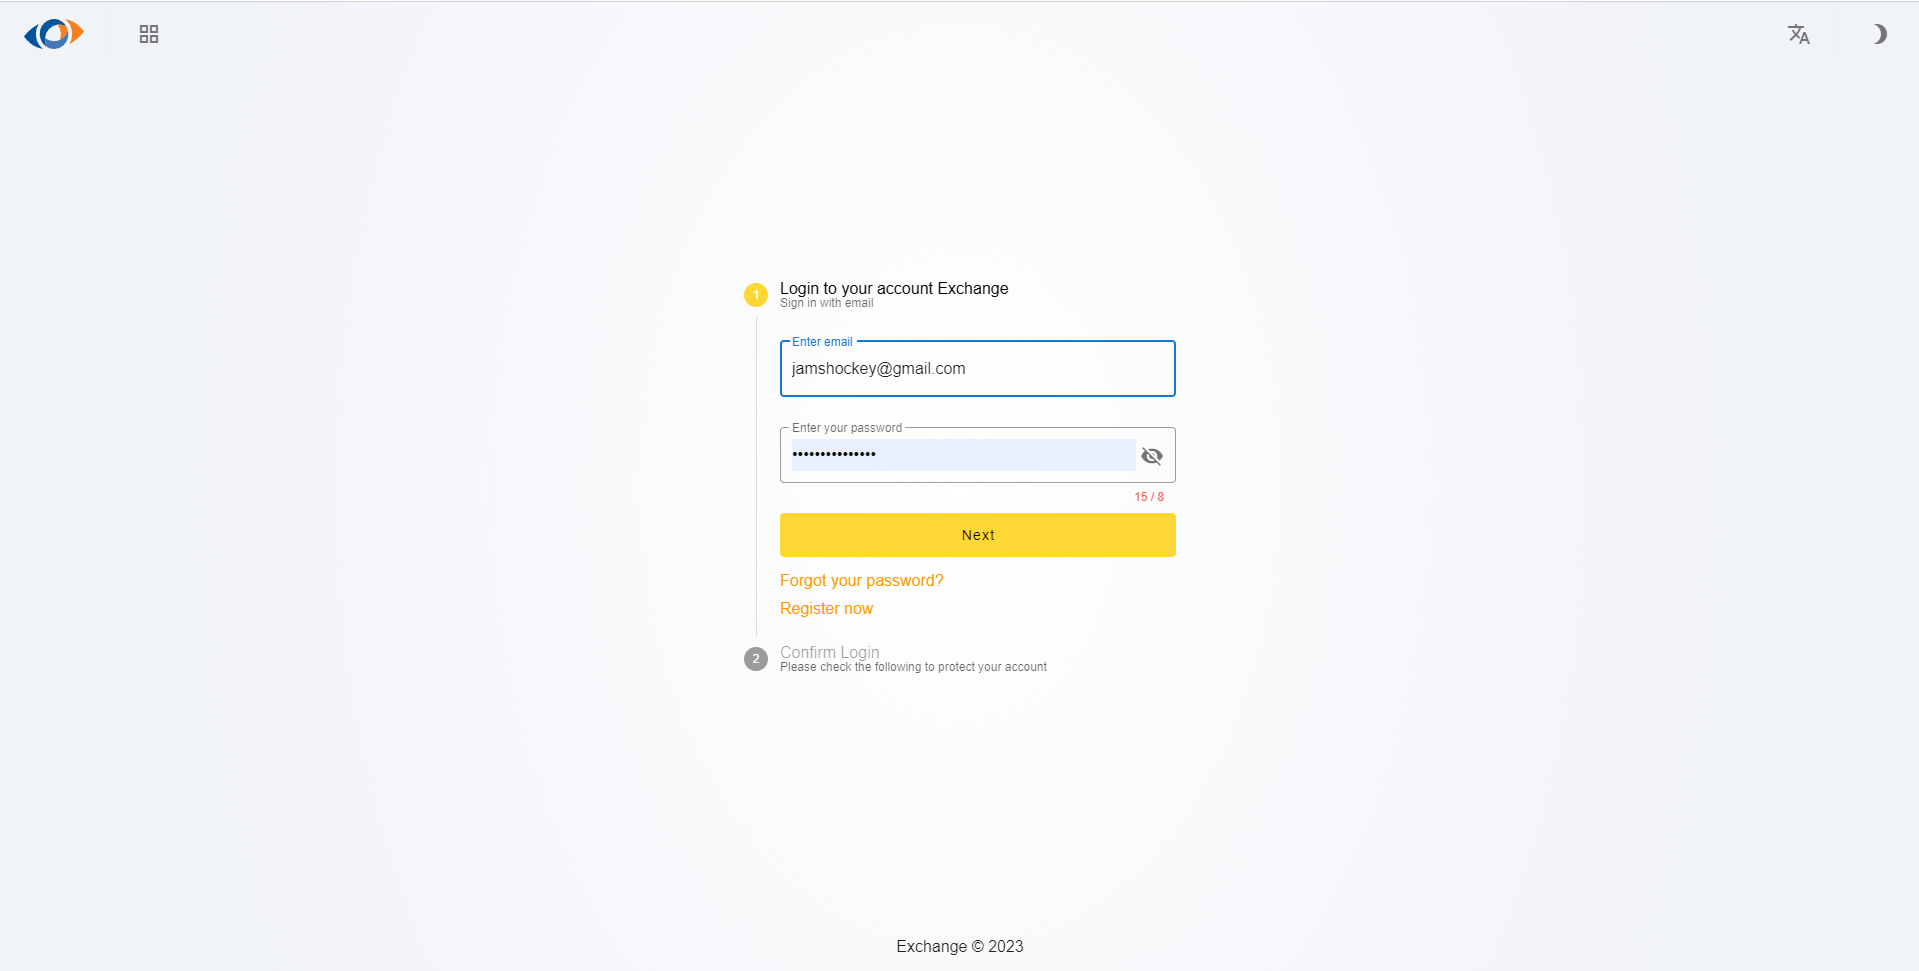 1
Login to your account Exchange
Sign in with email
Enter email
jamshockey@gmail.com
Enter your password
•••••••••••••••
15 / 8
Next
Forgot your password?
Register now
2
Confirm Login
Please check the following to protect your account
Exchange © 2023